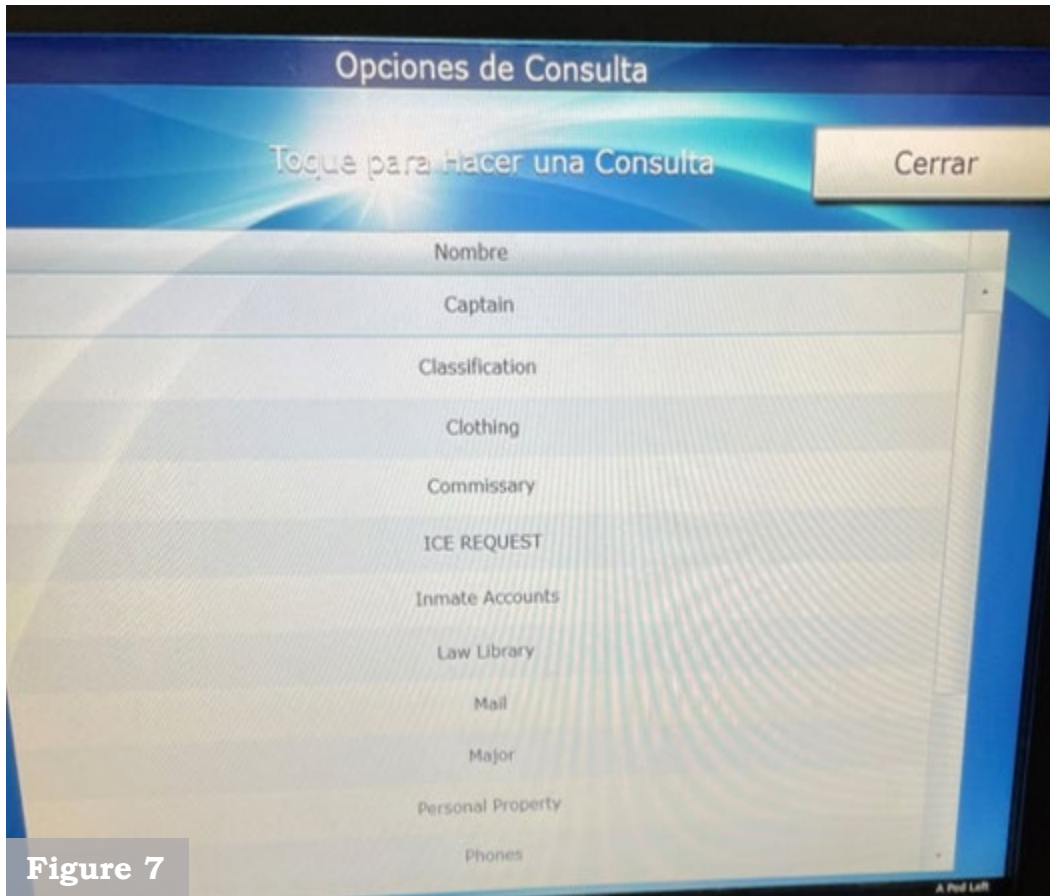 Opciones de Consulta
Toque para Hacer una Consulta
Cerrar
Nombre
Captain
Classification
Clothing
Commissary
ICE REQUEST
Inmate Accounts
Law Library
Mail
Major
Personal Property
Phones
A Pod Left
Figure 7